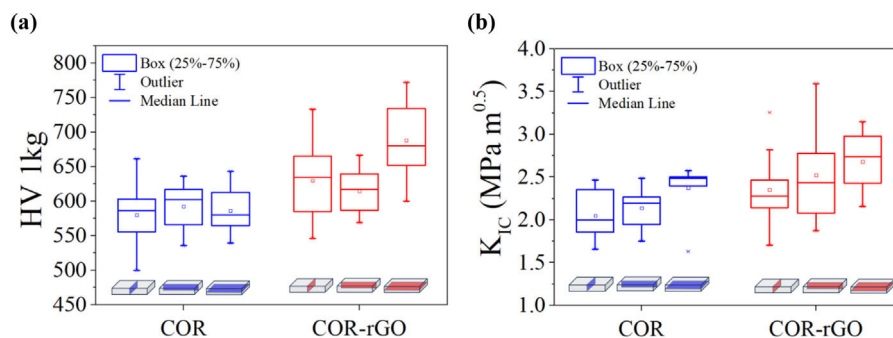 (a)
HV 1kg
800
750
700
650
600
550
500
450
Box (25%-75%)
Outlier
Median Line
COR
COR-rGO
(b)
K_IC (MPa m^0.5)
4.0
3.5
3.0
2.5
2.0
1.5
1.0
Box (25%-75%)
Outlier
Median Line
COR
COR-rGO